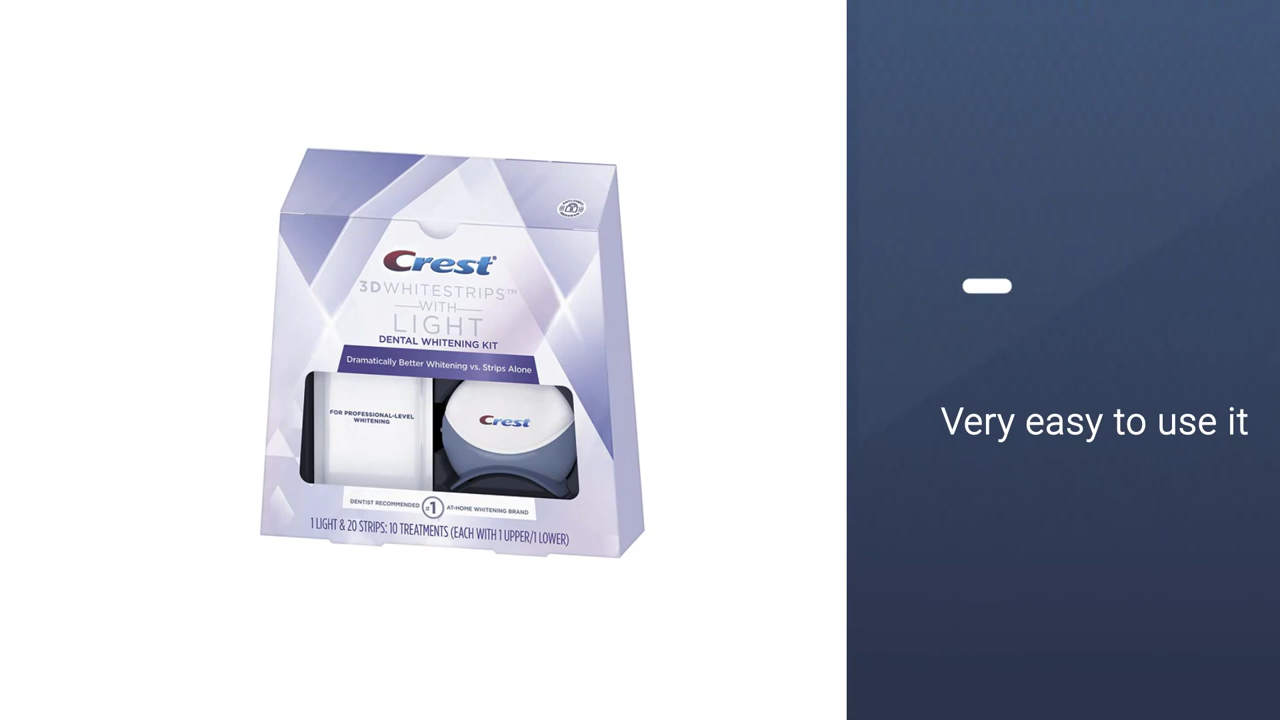 Crest
3DWHITESTRIPS™
WITH
LIGHT
DENTAL WHITENING KIT
Dramatically Better Whitening vs. Strips Alone
FOR PROFESSIONAL-LEVEL
WHITENING
Crest
DENTIST RECOMMENDED #1 AT-HOME WHITENING BRAND
1 LIGHT & 20 STRIPS: 10 TREATMENTS (EACH WITH 1 UPPER/1 LOWER)
Very easy to use it